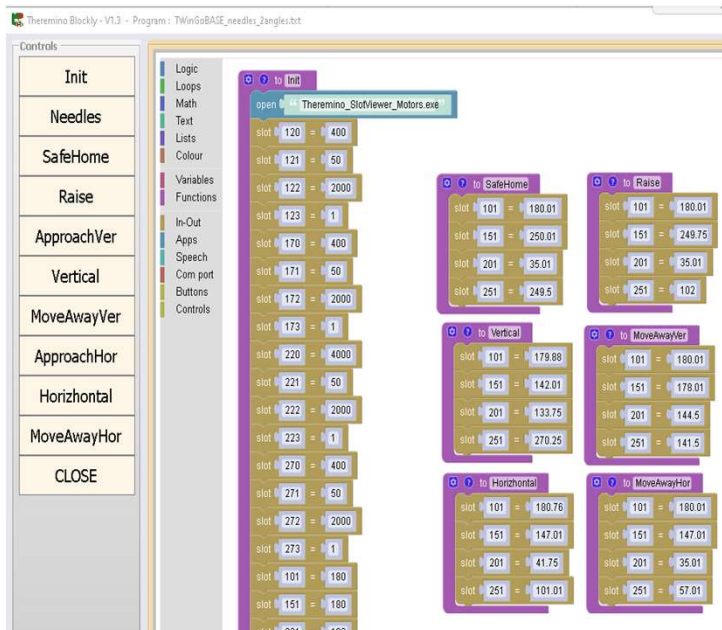 Theremino Blockly - V1.3 - Program : TWinGoBASE_needles_2angles.txt
Controls
Init
Needles
SafeHome
Raise
ApproachVer
Vertical
MoveAwayVer
ApproachHor
Horizhontal
MoveAwayHor
CLOSE
Logic
Loops
Math
Text
Lists
Colour
Variables
Functions
In-Out
Apps
Speech
Com port
Buttons
Controls
to Init
open " Theremino_SlotViewer_Motors.exe "
slot 120 = 400
slot 121 = 50
slot 122 = 2000
slot 123 = 1
slot 170 = 400
slot 171 = 50
slot 172 = 2000
slot 173 = 1
slot 220 = 4000
slot 221 = 50
slot 222 = 2000
slot 223 = 1
slot 270 = 400
slot 271 = 50
slot 272 = 2000
slot 273 = 1
slot 101 = 180
slot 151 = 180
to SafeHome
slot 101 = 180.01
slot 151 = 250.01
slot 201 = 35.01
slot 251 = 249.5
to Raise
slot 101 = 180.01
slot 151 = 249.75
slot 201 = 35.01
slot 251 = 102
to Vertical
slot 101 = 179.88
slot 151 = 142.01
slot 201 = 133.75
slot 251 = 270.25
to MoveAwayVer
slot 101 = 180.01
slot 151 = 178.01
slot 201 = 144.5
slot 251 = 141.5
to Horizhontal
slot 101 = 180.76
slot 151 = 147.01
slot 201 = 41.75
slot 251 = 101.01
to MoveAwayHor
slot 101 = 180.01
slot 151 = 147.01
slot 201 = 35.01
slot 251 = 57.01